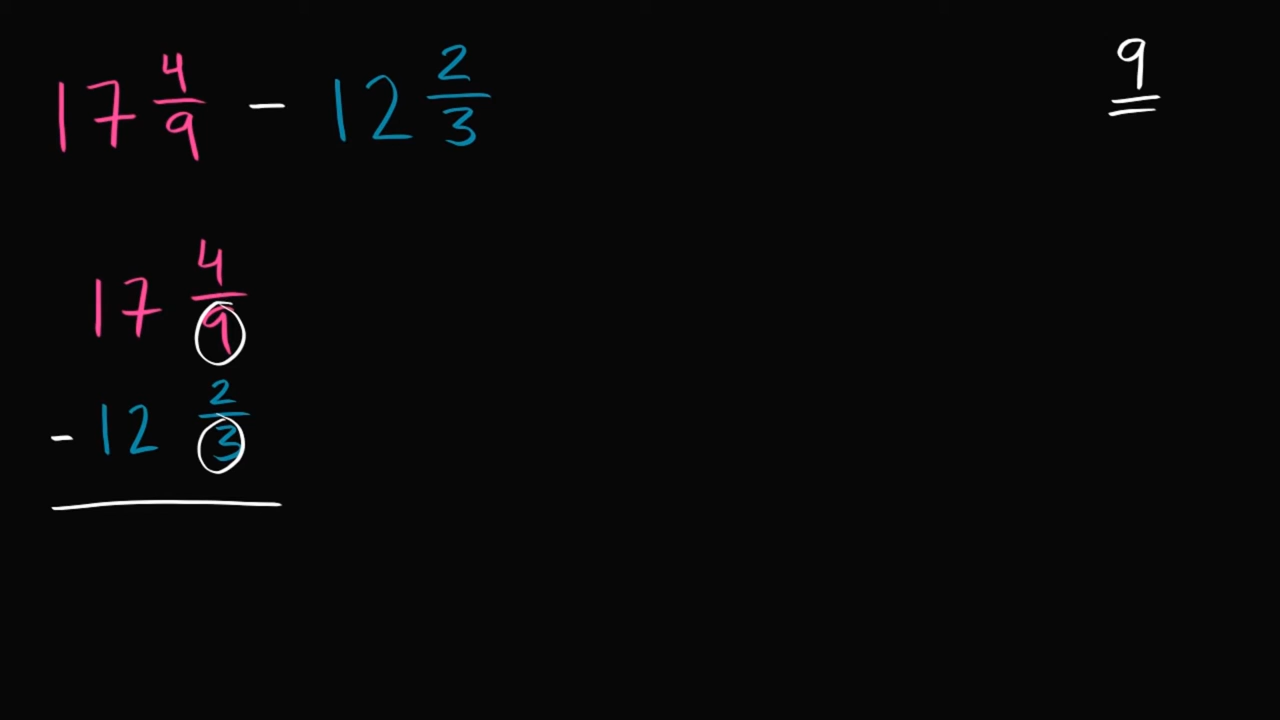 17 4/9 - 12 2/3
9
17 4/9
- 12 2/3